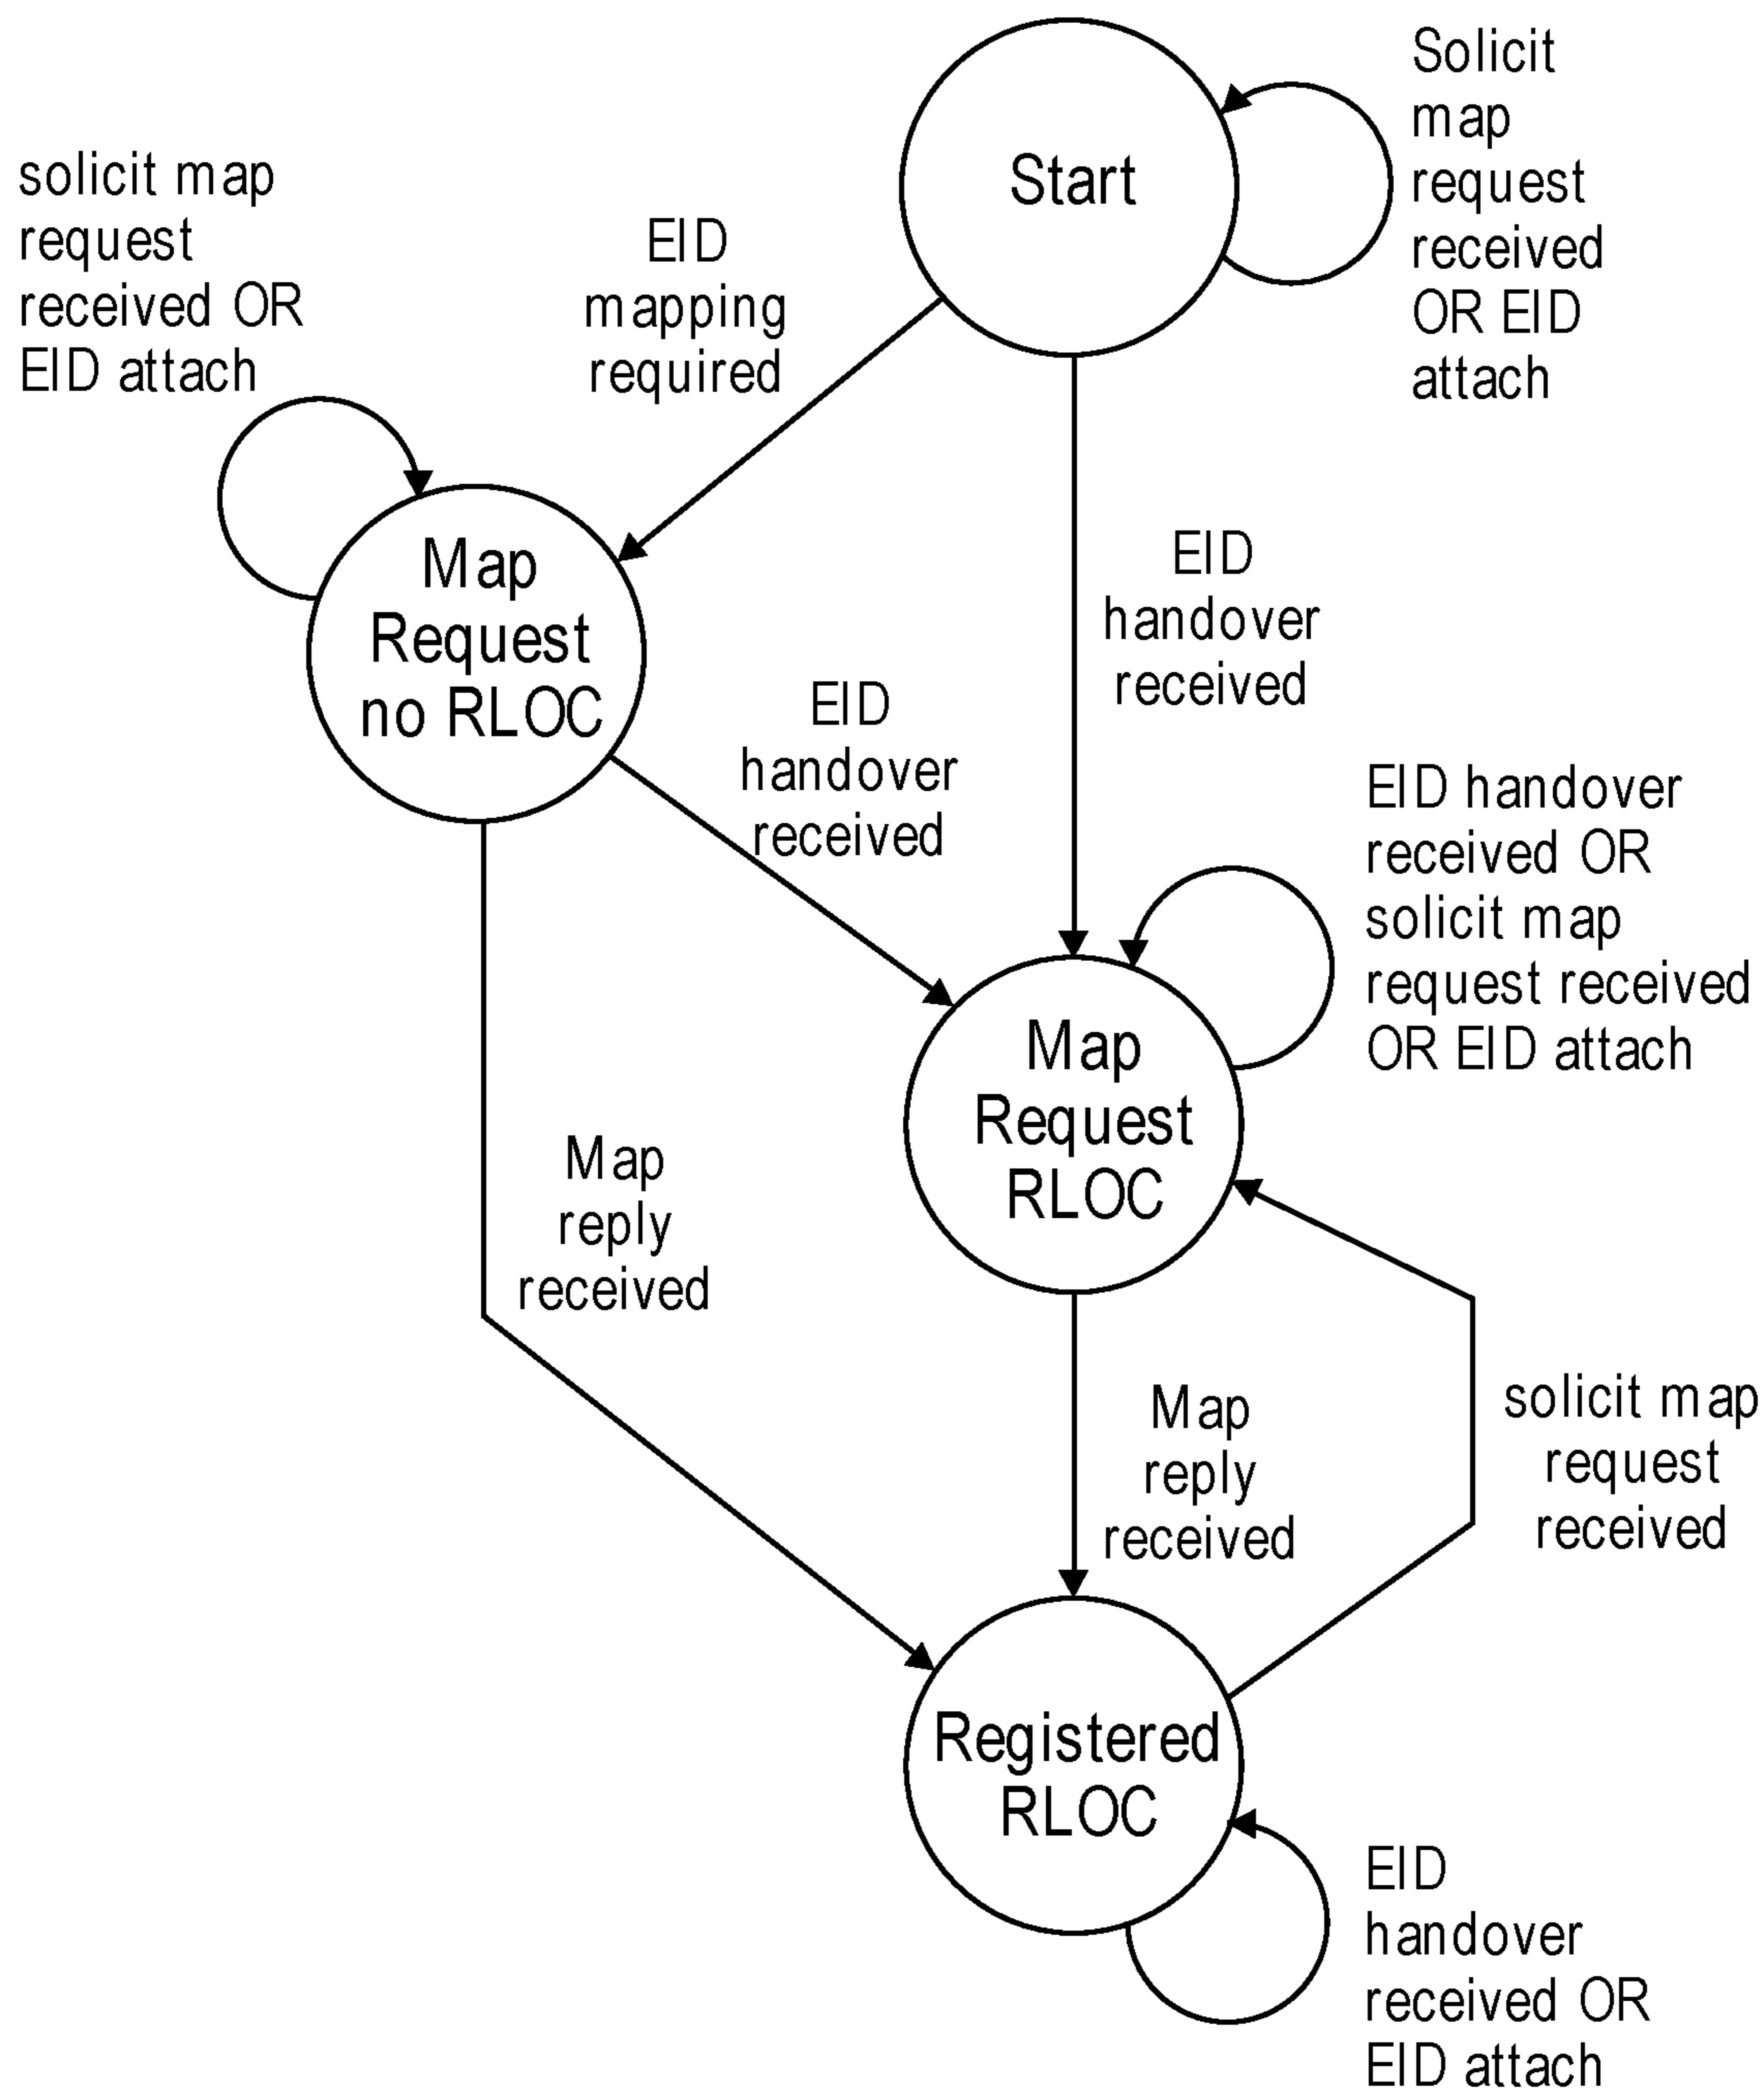 Start
Solicit
map
request
received
OR EID
attach
solicit map
request
received OR
EID attach
EID
mapping
required
Map
Request
no RLOC
EID
handover
received
EID
handover
received
EID handover
received OR
solicit map
request received
OR EID attach
Map
Request
RLOC
Map
reply
received
Map
reply
received
solicit map
request
received
Registered
RLOC
EID
handover
received OR
EID attach